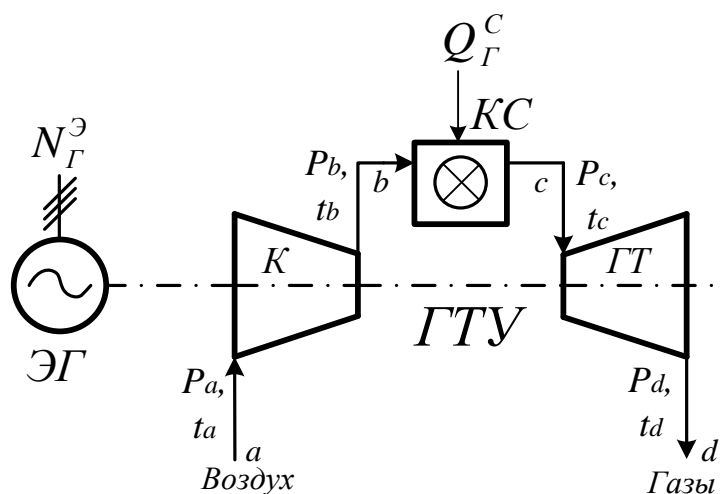 Q_Г^С
КС
N_Г^Э
P_b,
t_b
b
c
P_c,
t_c
К
ГТ
ГТУ
ЭГ
P_a,
t_a
a
Воздух
P_d,
t_d
d
Газы